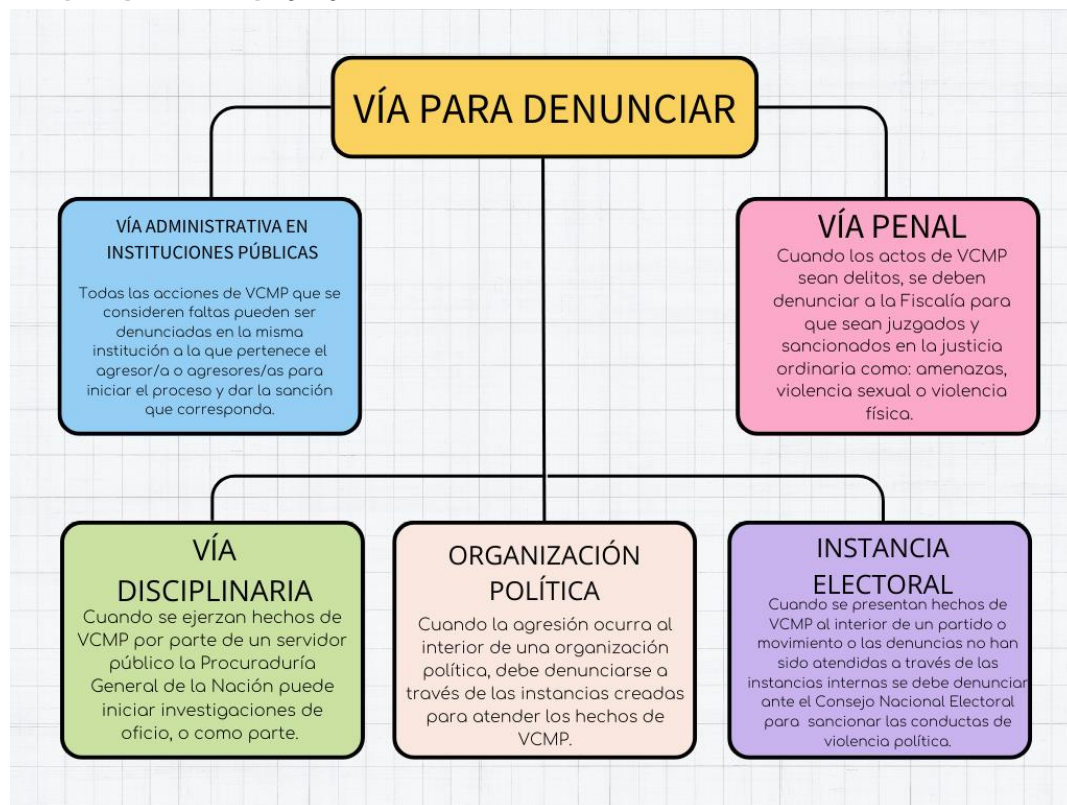 VÍA PARA DENUNCIAR
VÍA ADMINISTRATIVA EN
INSTITUCIONES PÚBLICAS
Todas las acciones de VCMP que se
consideren faltas pueden ser
denunciadas en la misma
institución a la que pertenece el
agresor/a o agresores/as para
iniciar el proceso y dar la sanción
que corresponda.
VÍA PENAL
Cuando los actos de VCMP
sean delitos, se deben
denunciar a la Fiscalía para
que sean juzgados y
sancionados en la justicia
ordinaria como: amenazas,
violencia sexual o violencia
física.
VÍA
DISCIPLINARIA
Cuando se ejerzan hechos de
VCMP por parte de un servidor
público la Procuraduría
General de la Nación puede
iniciar investigaciones de
oficio, o como parte.
ORGANIZACIÓN
POLÍTICA
Cuando la agresión ocurra al
interior de una organización
política, debe denunciarse a
través de las instancias creadas
para atender los hechos de
VCMP.
INSTANCIA
ELECTORAL
Cuando se presentan hechos de
VCMP al interior de un partido o
movimiento o las denuncias no han
sido atendidas a través de las
instancias internas se debe denunciar
ante el Consejo Nacional Electoral
para sancionar las conductas de
violencia política.